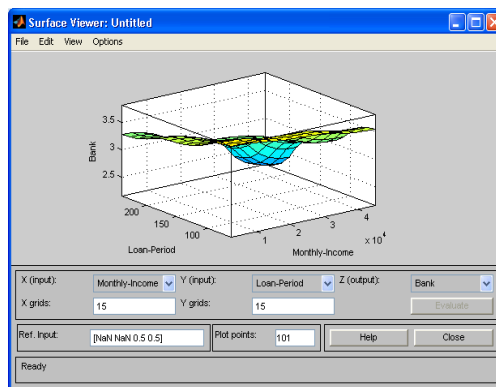 Surface Viewer: Untitled
File Edit View Options
3.5
3
2.5
Bank
200
150
100
Loan-Period
1
2
3
4
x 10^4
Monthly-Income
X (input): Monthly-Income Y (input): Loan-Period Z (output): Bank
X grids: 15 Y grids: 15 Evaluate
Ref. Input: [NaN NaN 0.5 0.5] Plot points: 101 Help Close
Ready